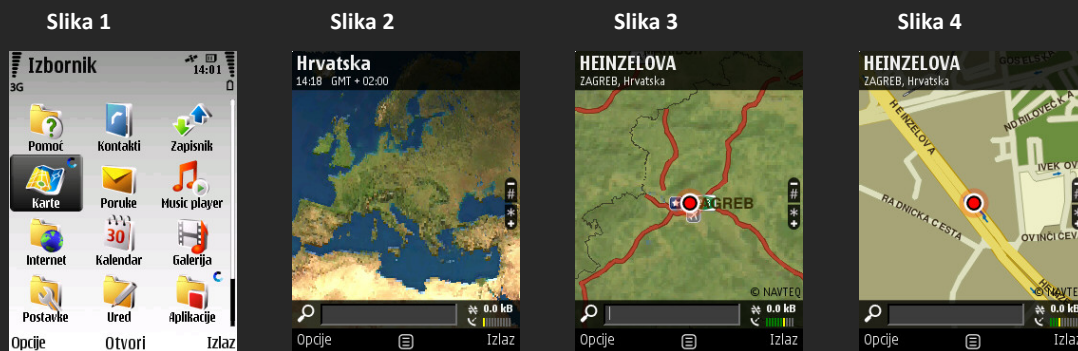 Slika 1
Slika 2
Slika 3
Slika 4
Izbornik
14:01
3G
Pomoć
Kontakti
Zapisnik
Karte
Poruke
Music player
Internet
30
Kalendar
Galerija
Postavke
Ured
Aplikacije
Opcije
Otvori
Izlaz
Hrvatska
14:18 GMT + 02:00
- #
* +
0.0 kB
Opcije
Izlaz
HEINZELOVA
ZAGREB, Hrvatska
ZAGREB
- #
* +
© NAVTEQ
0.0 kB
Opcije
Izlaz
HEINZELOVA
ZAGREB, Hrvatska
HEINZELOVA
RADNIČKA CESTA
- #
* +
0.0 kB
Opcije
Izlaz